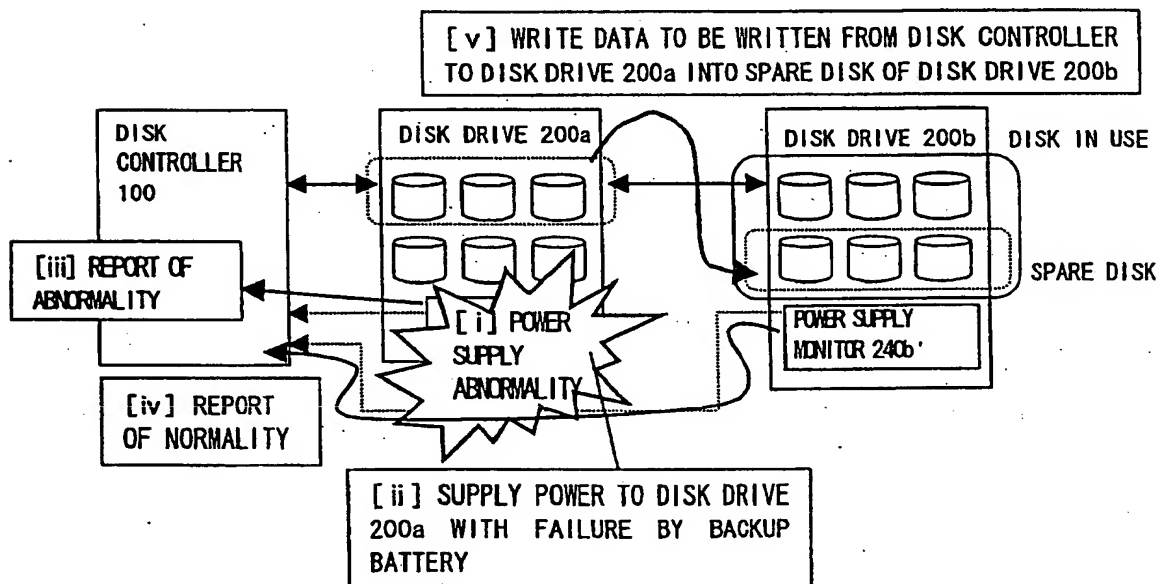 [v] WRITE DATA TO BE WRITTEN FROM DISK CONTROLLER
TO DISK DRIVE 200a INTO SPARE DISK OF DISK DRIVE 200b
DISK
CONTROLLER
100
DISK DRIVE 200a
DISK DRIVE 200b
DISK IN USE
[iii] REPORT OF
ABNORMALITY
SPARE DISK
[i] POWER
SUPPLY
ABNORMALITY
POWER SUPPLY
MONITOR 240b'
[iv] REPORT
OF NORMALITY
[ii] SUPPLY POWER TO DISK DRIVE
200a WITH FAILURE BY BACKUP
BATTERY